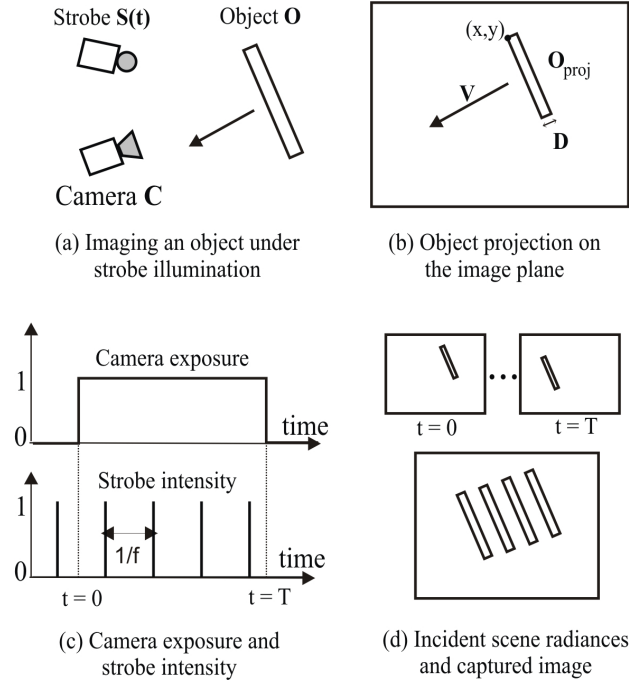 Strobe S(t)
Object O
Camera C
(a) Imaging an object under
strobe illumination
(x,y)
O_proj
V
D
(b) Object projection on
the image plane
Camera exposure
1
0
time
Strobe intensity
1
1/f
0
time
t = 0
t = T
(c) Camera exposure and
strobe intensity
t = 0
t = T
(d) Incident scene radiances
and captured image